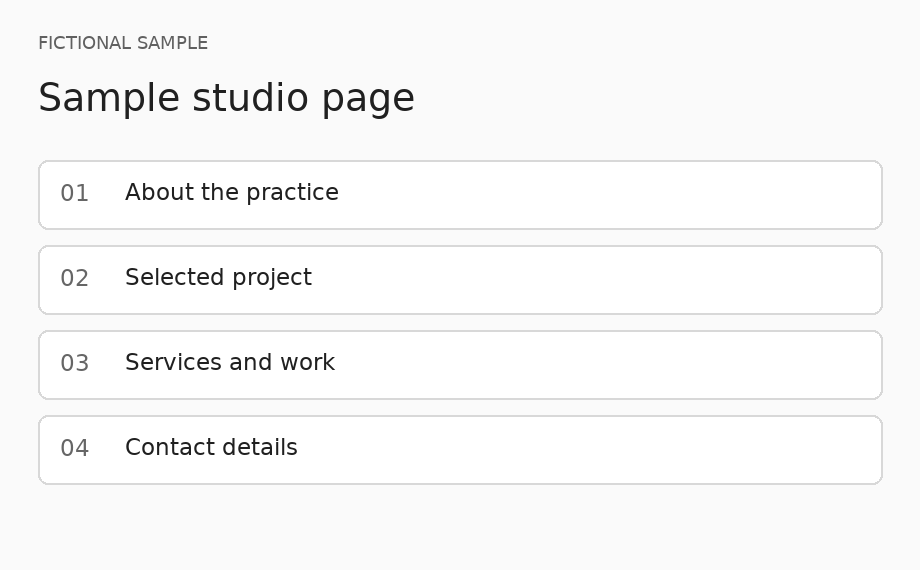 FICTIONAL SAMPLE
Sample studio page
01 About the practice
02 Selected project
03 Services and work
04 Contact details